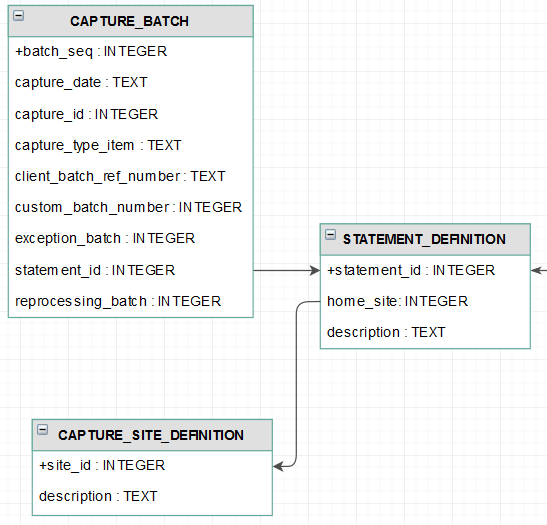 CAPTURE_BATCH
+batch_seq : INTEGER
capture_date : TEXT
capture_id : INTEGER
capture_type_item : TEXT
client_batch_ref_number : TEXT
custom_batch_number : INTEGER
exception_batch : INTEGER
statement_id : INTEGER
reprocessing_batch : INTEGER
STATEMENT_DEFINITION
+statement_id : INTEGER
home_site: INTEGER
description : TEXT
CAPTURE_SITE_DEFINITION
+site_id : INTEGER
description : TEXT